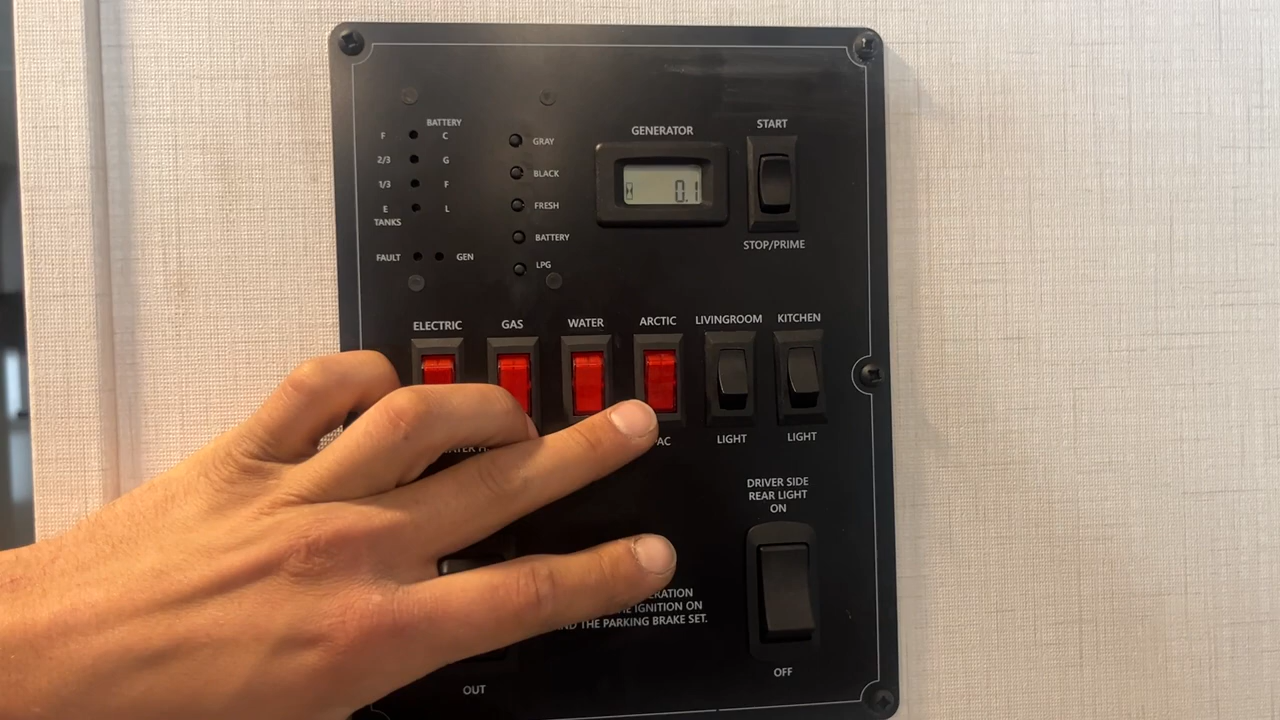 BATTERY
F C
2/3 G
1/3 F
E L
TANKS
FAULT GEN
GRAY
BLACK
FRESH
BATTERY
LPG
GENERATOR
0.1
START
STOP/PRIME
ELECTRIC GAS WATER ARCTIC LIVINGROOM KITCHEN
LIGHT LIGHT
DRIVER SIDE
REAR LIGHT
ON
OFF
IGNITION ON
THE PARKING BRAKE SET.
OUT